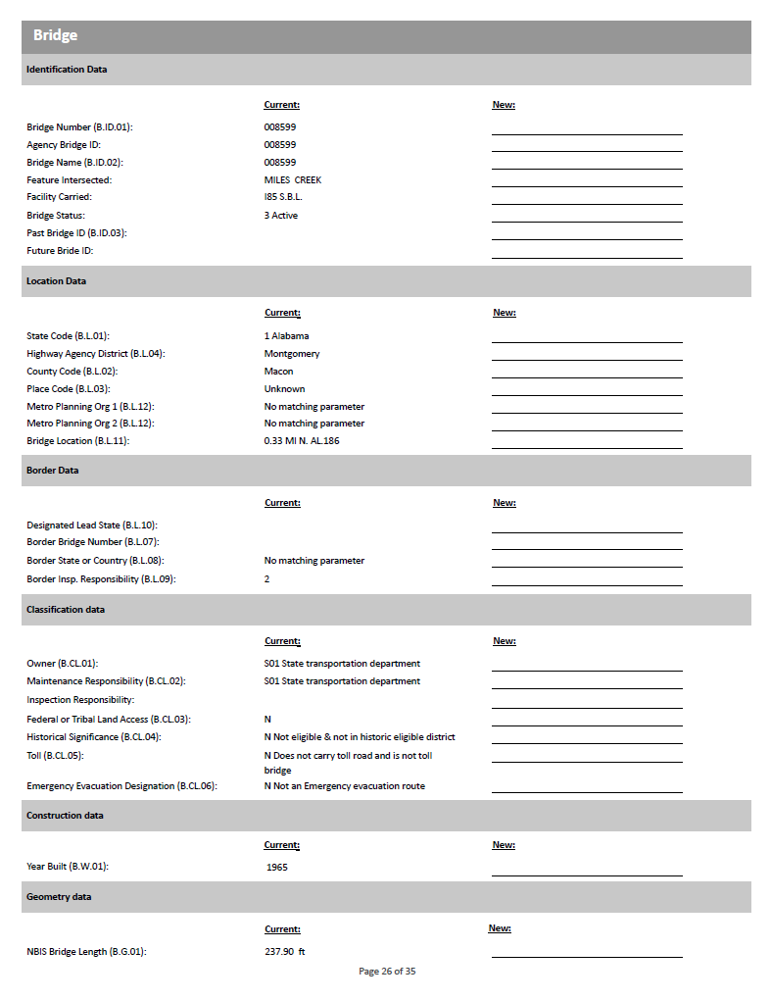 Bridge
Identification Data
Current: New:
Bridge Number (B.ID.01): 008599
Agency Bridge ID: 008599
Bridge Name (B.ID.02): 008599
Feature Intersected: MILES CREEK
Facility Carried: I85 S.B.L.
Bridge Status: 3 Active
Past Bridge ID (B.ID.03):
Future Bride ID:
Location Data
Current: New:
State Code (B.L.01): 1 Alabama
Highway Agency District (B.L.04): Montgomery
County Code (B.L.02): Macon
Place Code (B.L.03): Unknown
Metro Planning Org 1 (B.L.12): No matching parameter
Metro Planning Org 2 (B.L.12): No matching parameter
Bridge Location (B.L.11): 0.33 MI N. AL.186
Border Data
Current: New:
Designated Lead State (B.L.10):
Border Bridge Number (B.L.07):
Border State or Country (B.L.08): No matching parameter
Border Insp. Responsibility (B.L.09): 2
Classification data
Current: New:
Owner (B.CL.01): S01 State transportation department
Maintenance Responsibility (B.CL.02): S01 State transportation department
Inspection Responsibility:
Federal or Tribal Land Access (B.CL.03): N
Historical Significance (B.CL.04): N Not eligible & not in historic eligible district
Toll (B.CL.05): N Does not carry toll road and is not toll
bridge
Emergency Evacuation Designation (B.CL.06): N Not an Emergency evacuation route
Construction data
Current: New:
Year Built (B.W.01): 1965
Geometry data
Current: New:
NBIS Bridge Length (B.G.01): 237.90 ft
Page 26 of 35